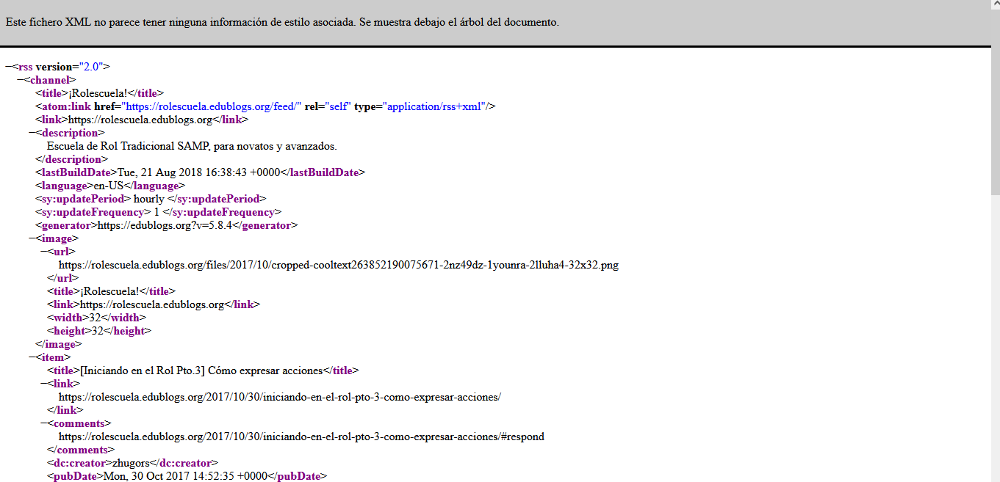 Este fichero XML no parece tener ninguna información de estilo asociada. Se muestra debajo el árbol del documento.
−<rss version="2.0">
−<channel>
<title>¡Rolescuela!</title>
<atom:link href="https://rolescuela.edublogs.org/feed/" rel="self" type="application/rss+xml"/>
<link>https://rolescuela.edublogs.org</link>
−<description>
Escuela de Rol Tradicional SAMP, para novatos y avanzados.
</description>
<lastBuildDate>Tue, 21 Aug 2018 16:38:43 +0000</lastBuildDate>
<language>en-US</language>
<sy:updatePeriod> hourly </sy:updatePeriod>
<sy:updateFrequency> 1 </sy:updateFrequency>
<generator>https://edublogs.org?v=5.8.4</generator>
−<image>
−<url>
https://rolescuela.edublogs.org/files/2017/10/cropped-cooltext263852190075671-2nz49dz-1younra-2lluha4-32x32.png
</url>
<title>¡Rolescuela!</title>
<link>https://rolescuela.edublogs.org</link>
<width>32</width>
<height>32</height>
</image>
−<item>
<title>[Iniciando en el Rol Pto.3] Cómo expresar acciones</title>
−<link>
https://rolescuela.edublogs.org/2017/10/30/iniciando-en-el-rol-pto-3-como-expresar-acciones/
</link>
−<comments>
https://rolescuela.edublogs.org/2017/10/30/iniciando-en-el-rol-pto-3-como-expresar-acciones/#respond
</comments>
<dc:creator>zhugors</dc:creator>
<pubDate>Mon, 30 Oct 2017 14:52:35 +0000</pubDate>